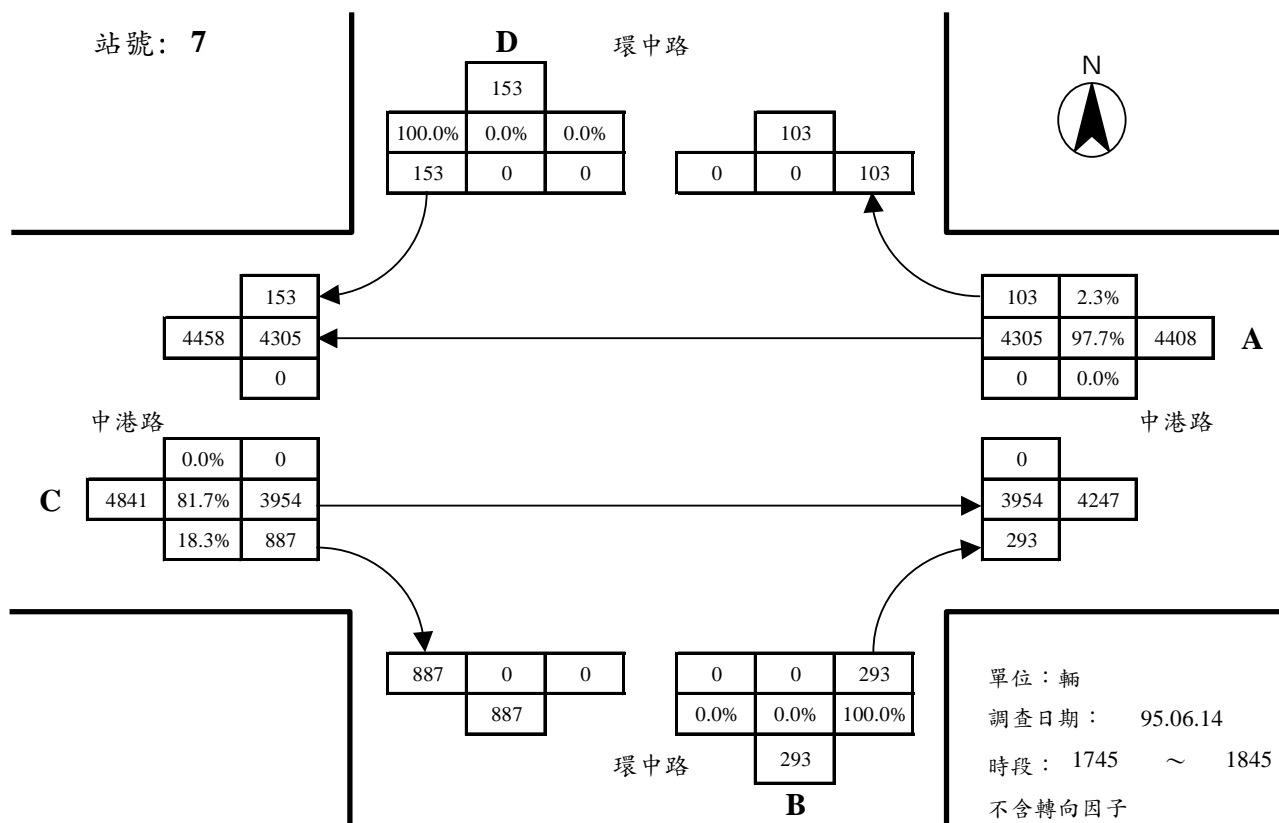 站號: 7
D
環中路
N
153
100.0% 0.0% 0.0%
153 0 0
103
0 0 103
153
4458 4305
0
103 2.3%
4305 97.7% 4408
0 0.0%
A
中港路
中港路
C
0.0% 0
4841 81.7% 3954
18.3% 887
0
3954 4247
293
887 0 0
887
0 0 293
0.0% 0.0% 100.0%
293
環中路
B
單位：輛
調查日期： 95.06.14
時段： 1745 ～ 1845
不含轉向因子